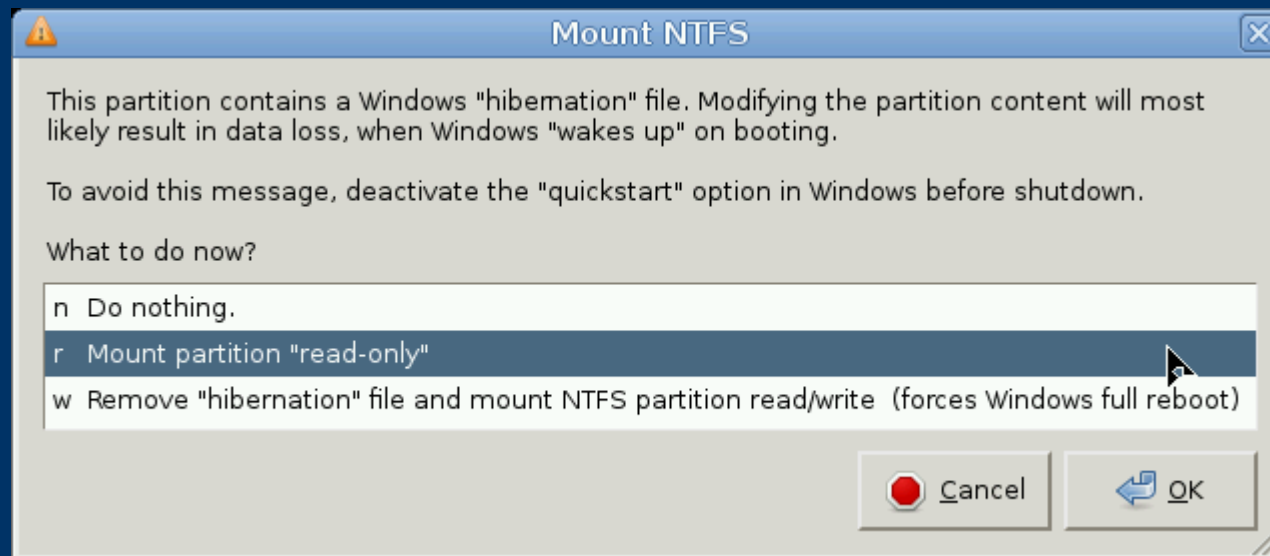 Mount NTFS
This partition contains a Windows "hibernation" file. Modifying the partition content will most
likely result in data loss, when Windows "wakes up" on booting.
To avoid this message, deactivate the "quickstart" option in Windows before shutdown.
What to do now?
n Do nothing.
r Mount partition "read-only"
w Remove "hibernation" file and mount NTFS partition read/write (forces Windows full reboot)
Cancel OK